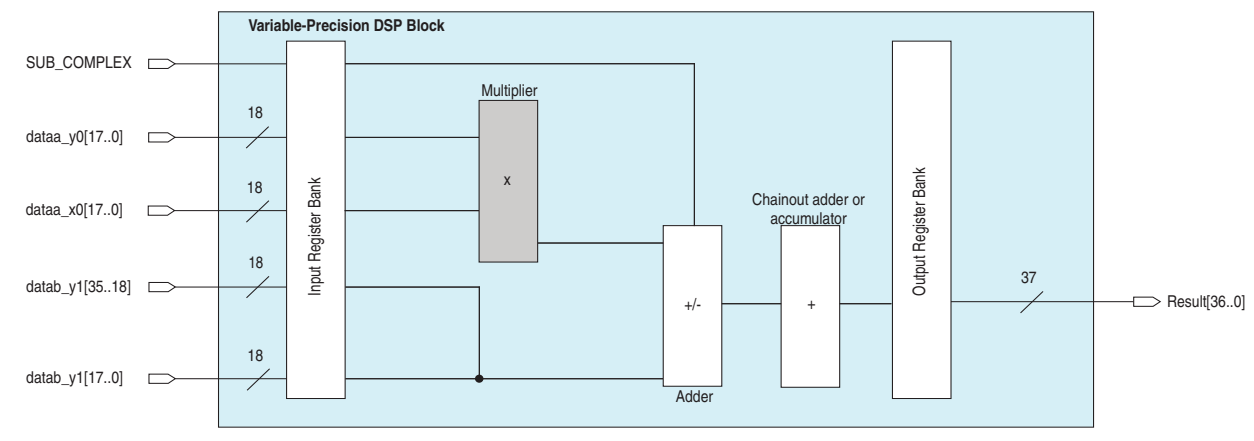 Variable-Precision DSP Block
SUB_COMPLEX
Multiplier
18
dataa_y0[17..0]
x
18
dataa_x0[17..0]
Input Register Bank
Chainout adder or
accumulator
Output Register Bank
18
datab_y1[35..18]
+/-
+
37
Result[36..0]
18
datab_y1[17..0]
Adder